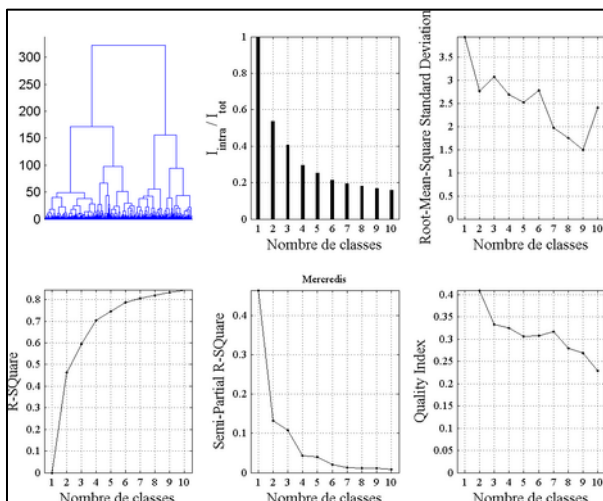 300
250
200
150
100
50
0
I intra / I tot
1
0.8
0.6
0.4
0.2
0
1 2 3 4 5 6 7 8 9 10
Nombre de classes
Root-Mean-Square Standard Deviation
3.5
3
2.5
2
1.5
1
0.5
0
1 2 3 4 5 6 7 8 9 10
Nombre de classes
R-SQuare
0.8
0.7
0.6
0.5
0.4
0.3
0.2
0.1
0
1 2 3 4 5 6 7 8 9 10
Nombre de classes
Mercredis
Semi-Partial R-SQuare
0.4
0.3
0.2
0.1
0
1 2 3 4 5 6 7 8 9 10
Nombre de classes
Quality Index
0.4
0.35
0.3
0.25
0.2
0.15
0.1
0.05
0
1 2 3 4 5 6 7 8 9 10
Nombre de classes